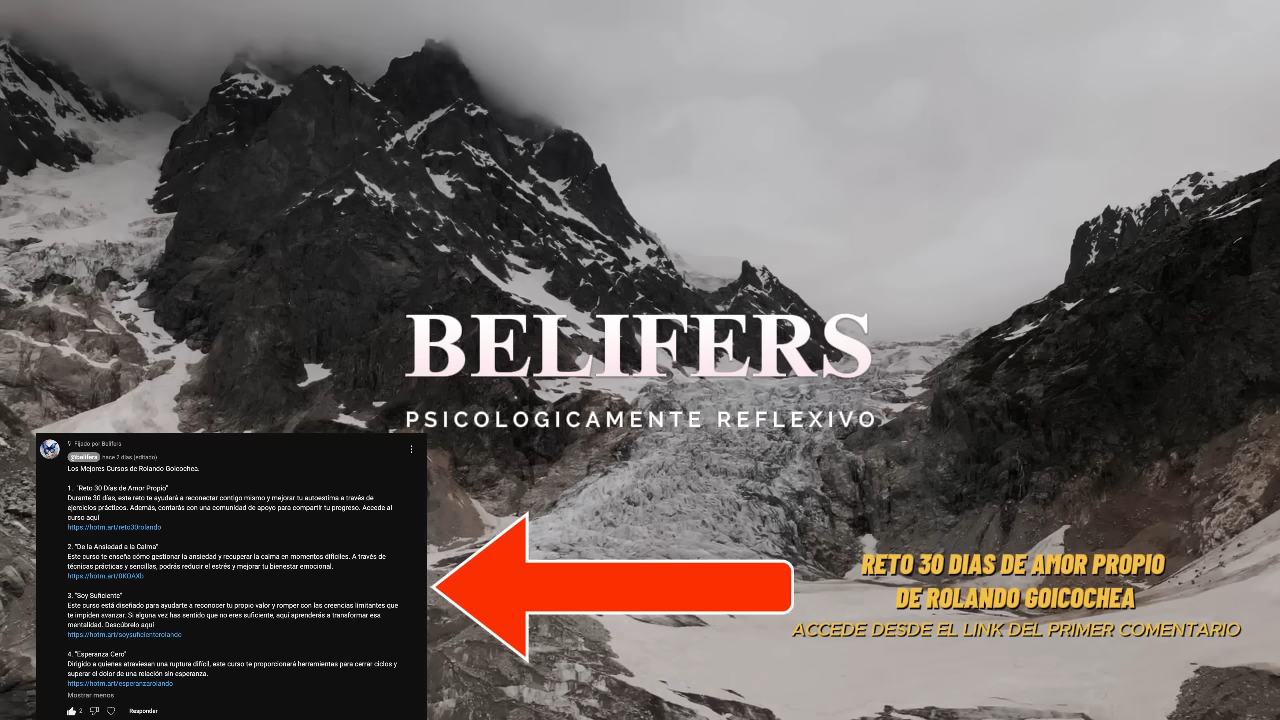 BELIFERS
PSICOLOGICAMENTE REFLEXIVO
Fijado por Belifers
@belifers hace 2 días (editado)
Los Mejores Cursos de Rolando Goicochea.
1. "Reto 30 Días de Amor Propio"
Durante 30 días, este reto te ayudará a reconectar contigo mismo y mejorar tu autoestima a través de
ejercicios prácticos. Además, contarás con una comunidad de apoyo para compartir tu progreso. Accede al
curso aquí
https://hotm.art/reto30rolando
2. "De la Ansiedad a la Calma"
Este curso te enseña cómo gestionar la ansiedad y recuperar la calma en momentos difíciles. A través de
técnicas prácticas y sencillas, podrás reducir el estrés y mejorar tu bienestar emocional.
https://hotm.art/0KOAXb
3. "Soy Suficiente"
Este curso está diseñado para ayudarte a reconocer tu propio valor y romper con las creencias limitantes que
te impiden avanzar. Si alguna vez has sentido que no eres suficiente, aquí aprenderás a transformar esa
mentalidad. Descúbrelo aquí
https://hotm.art/soysuficienterolando
4. "Esperanza Cero"
Dirigido a quienes atraviesan una ruptura difícil, este curso te proporcionará herramientas para cerrar ciclos y
superar el dolor de una relación sin esperanza.
https://hotm.art/esperanzarolando
Mostrar menos
2 Responder
RETO 30 DIAS DE AMOR PROPIO
DE ROLANDO GOICOCHEA
ACCEDE DESDE EL LINK DEL PRIMER COMENTARIO